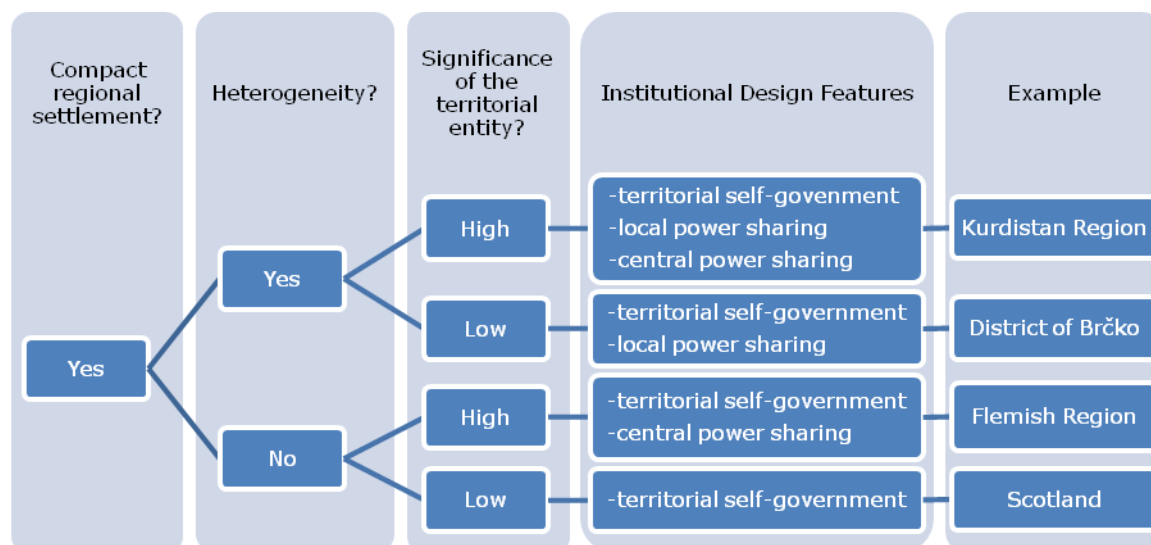 Compact
regional
settlement?
Heterogeneity?
Significance
of the
territorial
entity?
Institutional Design Features
Example
Yes
Yes
No
High
Low
High
Low
-territorial self-govenment
-local power sharing
-central power sharing
-territorial self-government
-local power sharing
-territorial self-government
-central power sharing
-territorial self-government
Kurdistan Region
District of Brčko
Flemish Region
Scotland